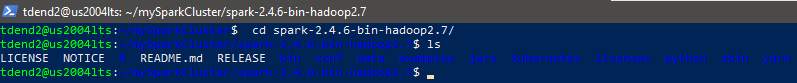 tdend2@us2004lts: ~/mySparkCluster/spark-2.4.6-bin-hadoop2.7
tdend2@us2004lts:~/mySparkCluster$ cd spark-2.4.6-bin-hadoop2.7/
tdend2@us2004lts:~/mySparkCluster/spark-2.4.6-bin-hadoop2.7$ ls
LICENSE NOTICE R README.md RELEASE bin conf data examples jars kubernetes licenses python sbin yarn
tdend2@us2004lts:~/mySparkCluster/spark-2.4.6-bin-hadoop2.7$